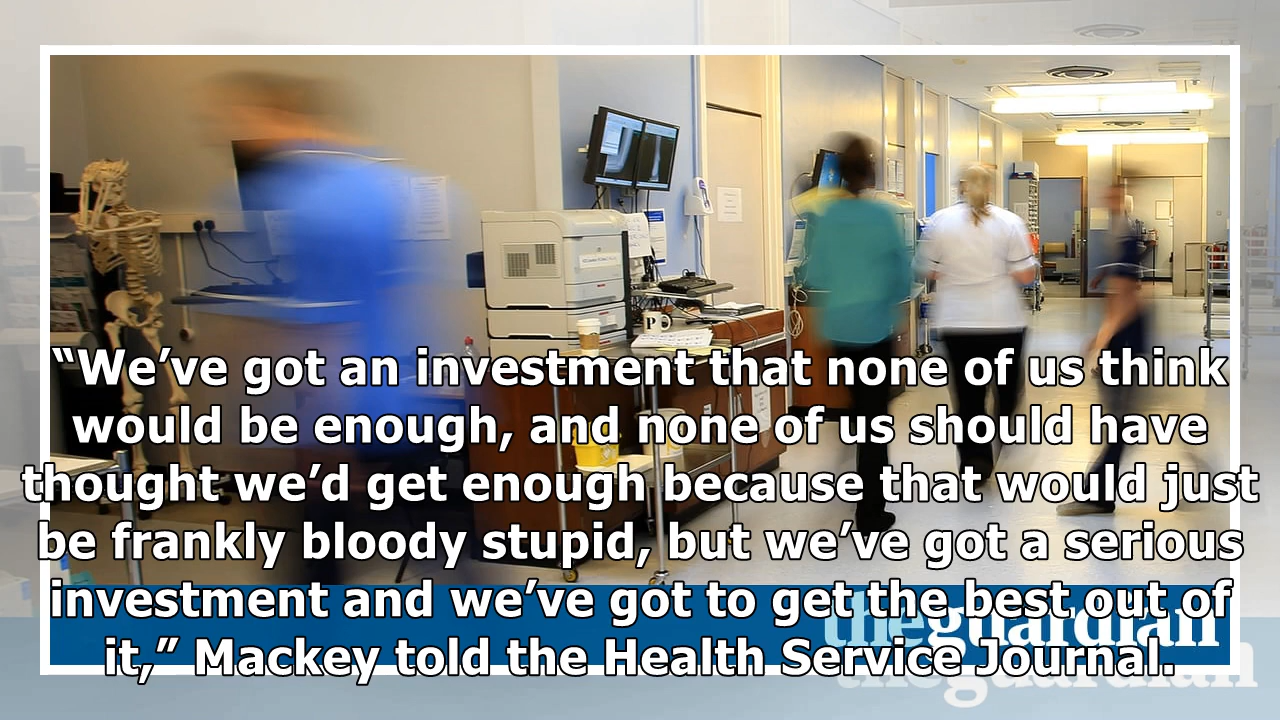 “We’ve got an investment that none of us think
would be enough, and none of us should have
thought we’d get enough because that would just
be frankly bloody stupid, but we’ve got a serious
investment and we’ve got to get the best out of
it,” Mackey told the Health Service Journal.
theguardian
theguardian
P